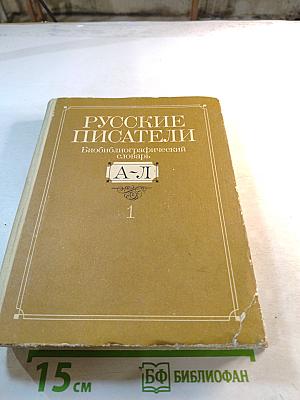 РУССКИЕ
ПИСАТЕЛИ
Биобиблиографический
словарь
А~Л
1
15 см
БФ БИБЛИОФАН